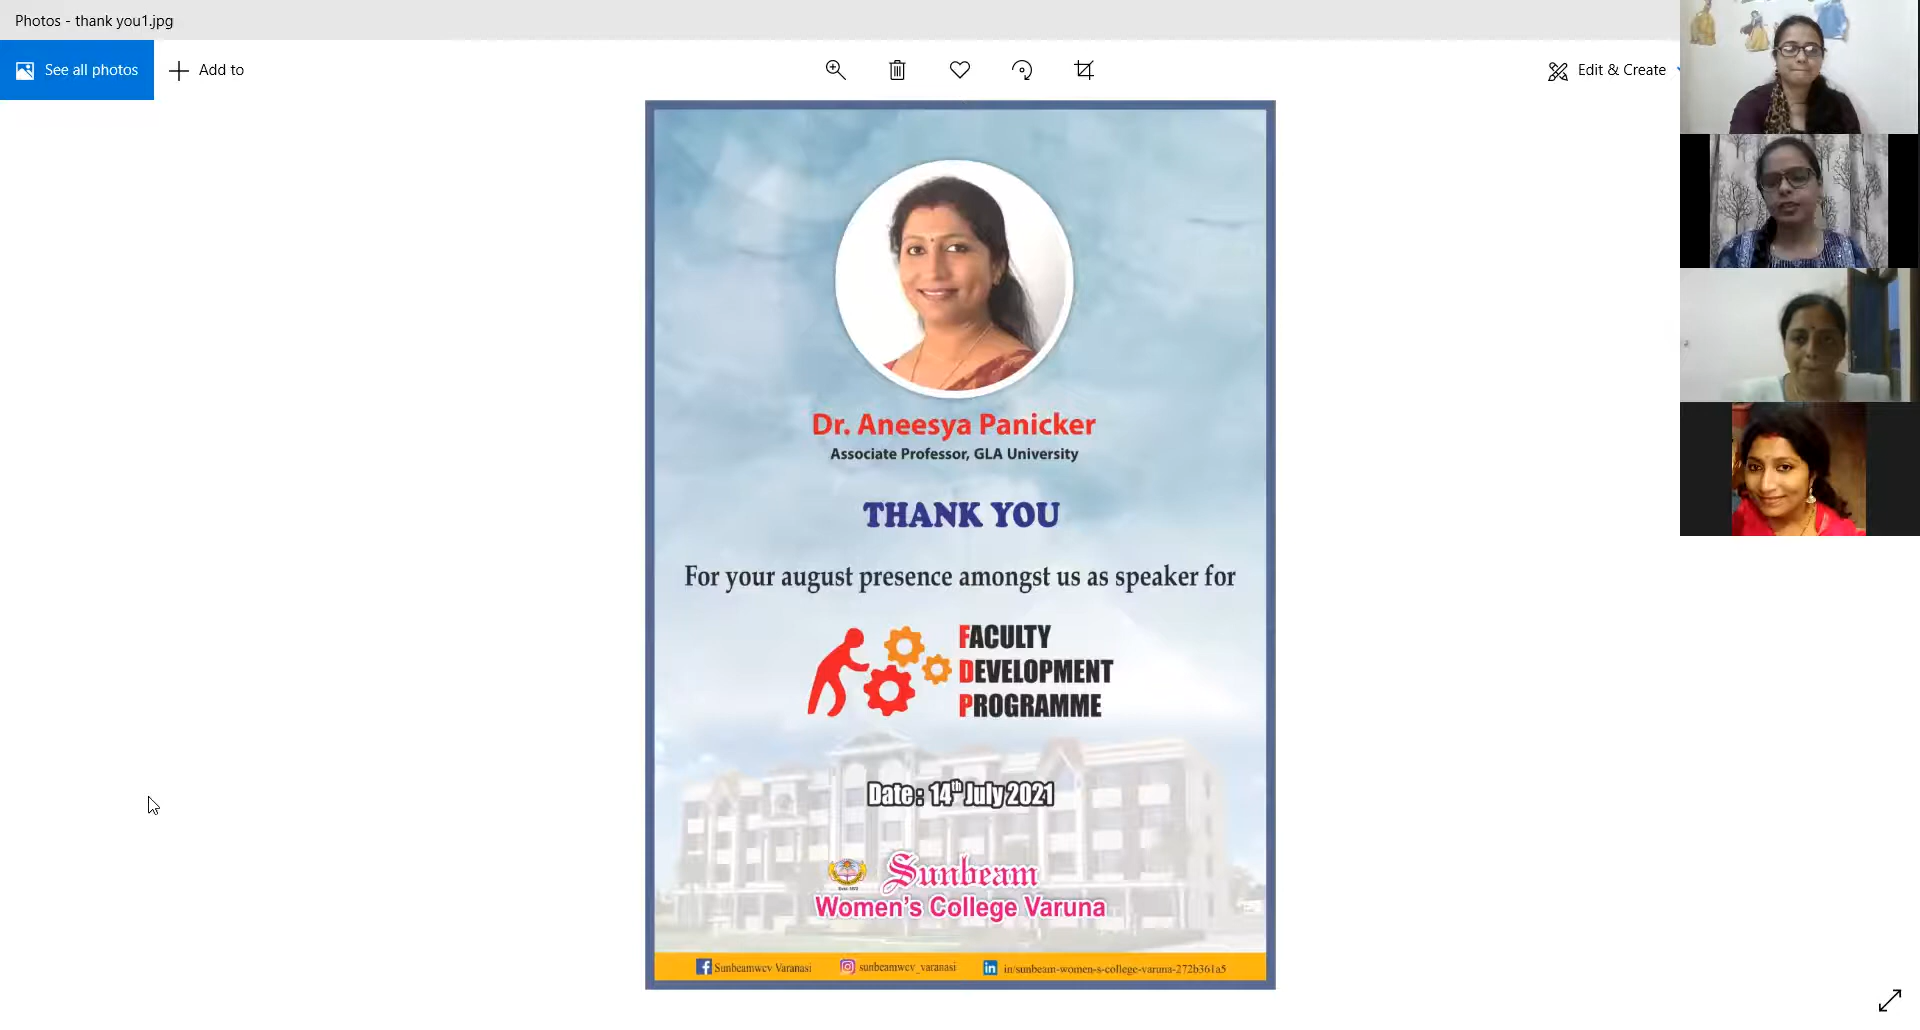 Photos - thank you1.jpg
See all photos
Add to
Edit & Create
Dr. Aneesya Panicker
Associate Professor, GLA University
THANK YOU
For your august presence amongst us as speaker for
FACULTY
DEVELOPMENT
PROGRAMME
Date : 14th July 2021
Sunbeam
Women's College Varuna
Sunbeamwcv Varanasi
sunbeamwcv_varanasi
in/sunbeam-women-s-college-varuna-272b361a5